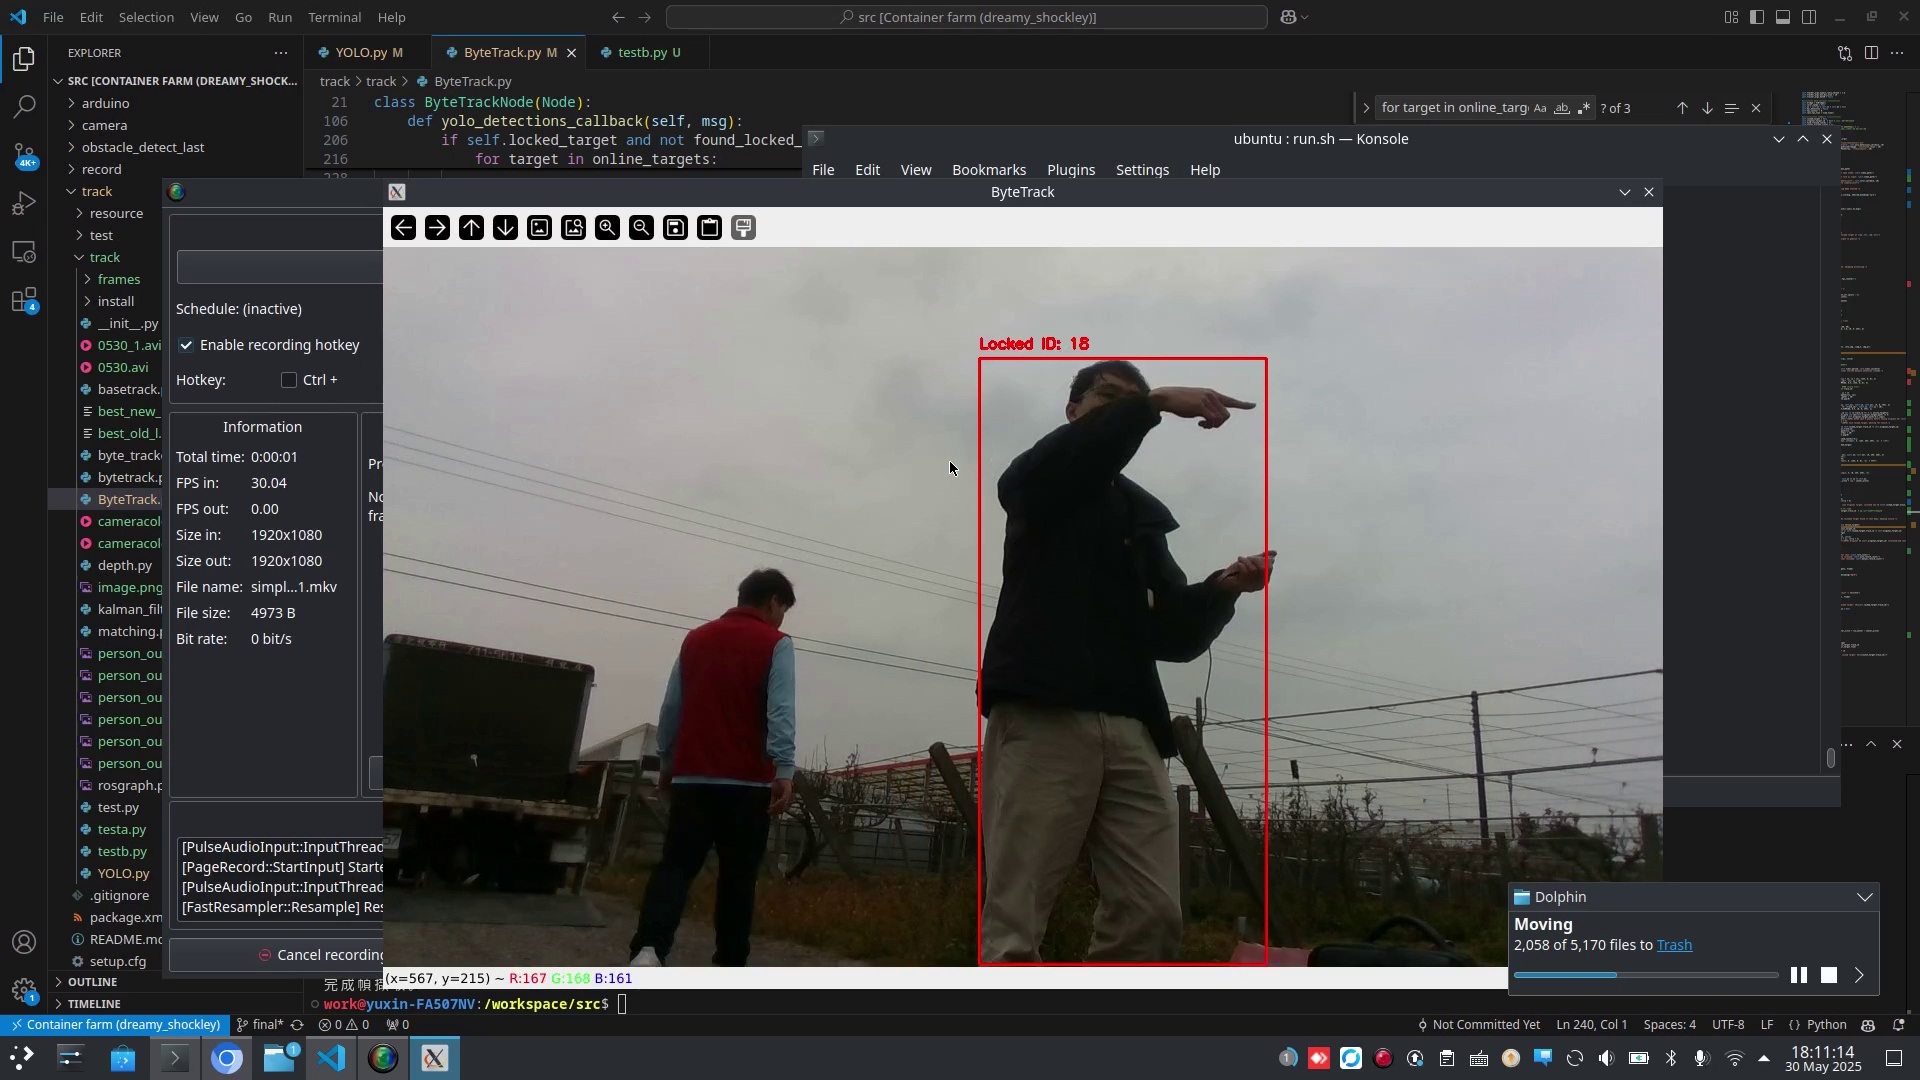 File Edit Selection View Go Run Terminal Help
src [Container farm (dreamy_shockley)]
EXPLORER
SRC [CONTAINER FARM (DREAMY_SHOCK...
arduino
camera
obstacle_detect_last
record
track
resource
test
track
frames
install
__init__.py
0530_1.avi
0530.avi
basetrack.
best_new_
best_old_l.
byte_track
bytetrack.p
ByteTrack.
cameracol
cameracol
depth.py
image.png
kalman_filt
matching.p
person_ou
person_ou
person_ou
person_ou
person_ou
person_ou
rosgraph.p
test.py
testa.py
testb.py
YOLO.py
.gitignore
package.xm
README.md
setup.cfg
OUTLINE
TIMELINE
4K+
4
1
YOLO.py M
ByteTrack.py M
testb.py U
track > track > ByteTrack.py
21 class ByteTrackNode(Node):
106 def yolo_detections_callback(self, msg):
206 if self.locked_target and not found_locked_
216 for target in online_targets:
for target in online_targ Aa ab ? of 3
ubuntu : run.sh — Konsole
File Edit View Bookmarks Plugins Settings Help
Schedule: (inactive)
Enable recording hotkey
Hotkey: Ctrl +
Information
Total time: 0:00:01
FPS in: 30.04
FPS out: 0.00
Size in: 1920x1080
Size out: 1920x1080
File name: simpl...1.mkv
File size: 4973 B
Bit rate: 0 bit/s
Pr
No
fra
[PulseAudioInput::InputThread
[PageRecord::StartInput] Starte
[PulseAudioInput::InputThread
[FastResampler::Resample] Res
Cancel recording
ByteTrack
Locked ID: 18
(x=567, y=215) ~ R:167 G:168 B:161
work@yuxin-FA507NV:/workspace/src$
Dolphin
Moving
2,058 of 5,170 files to Trash
Container farm (dreamy_shockley) final* 0 0 0
Not Committed Yet Ln 240, Col 1 Spaces: 4 UTF-8 LF {} Python
1
1
18:11:14
30 May 2025